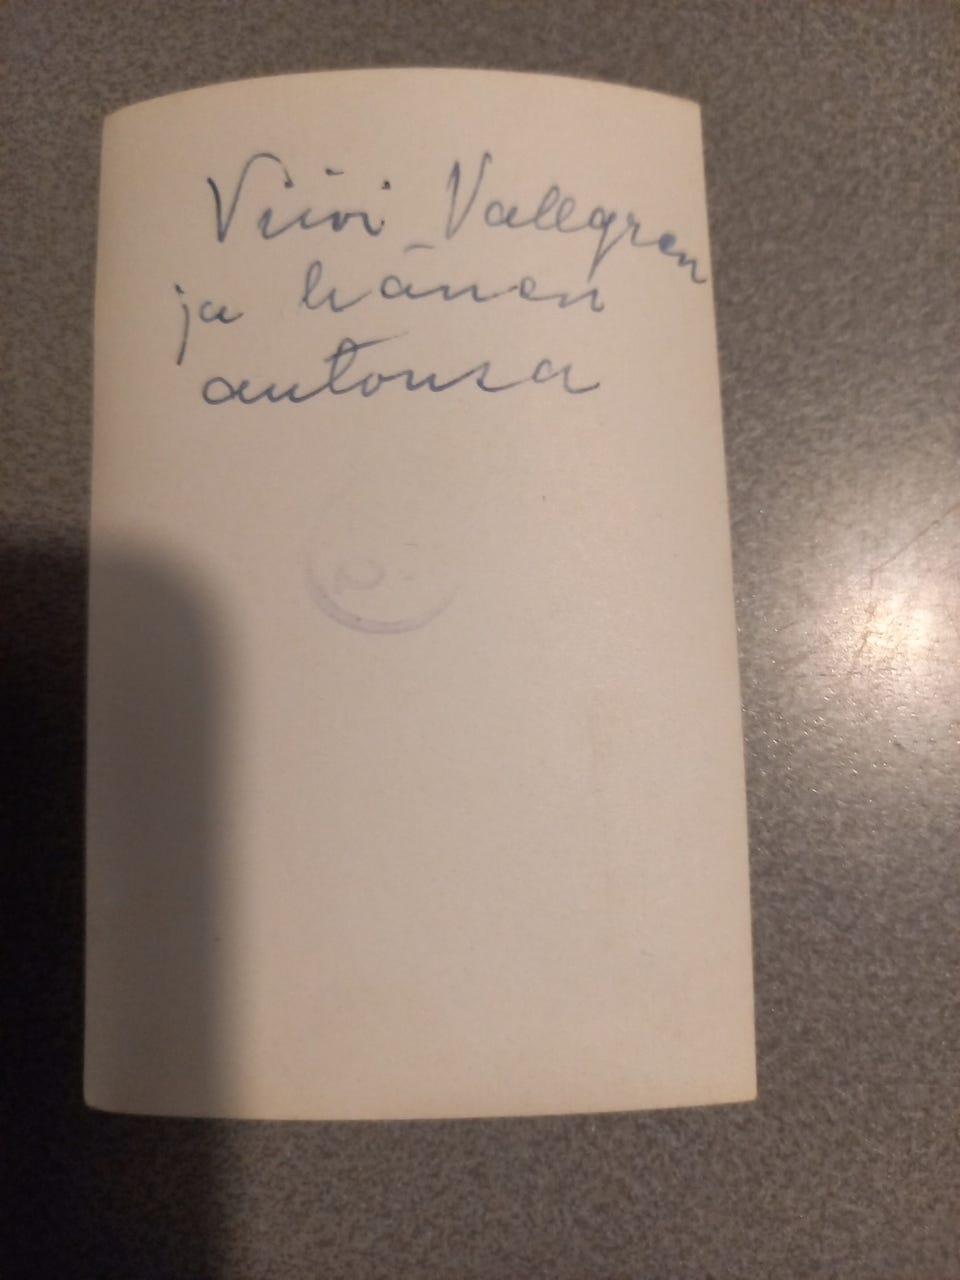 Viivi Vallgren
ja hänen
autonsa